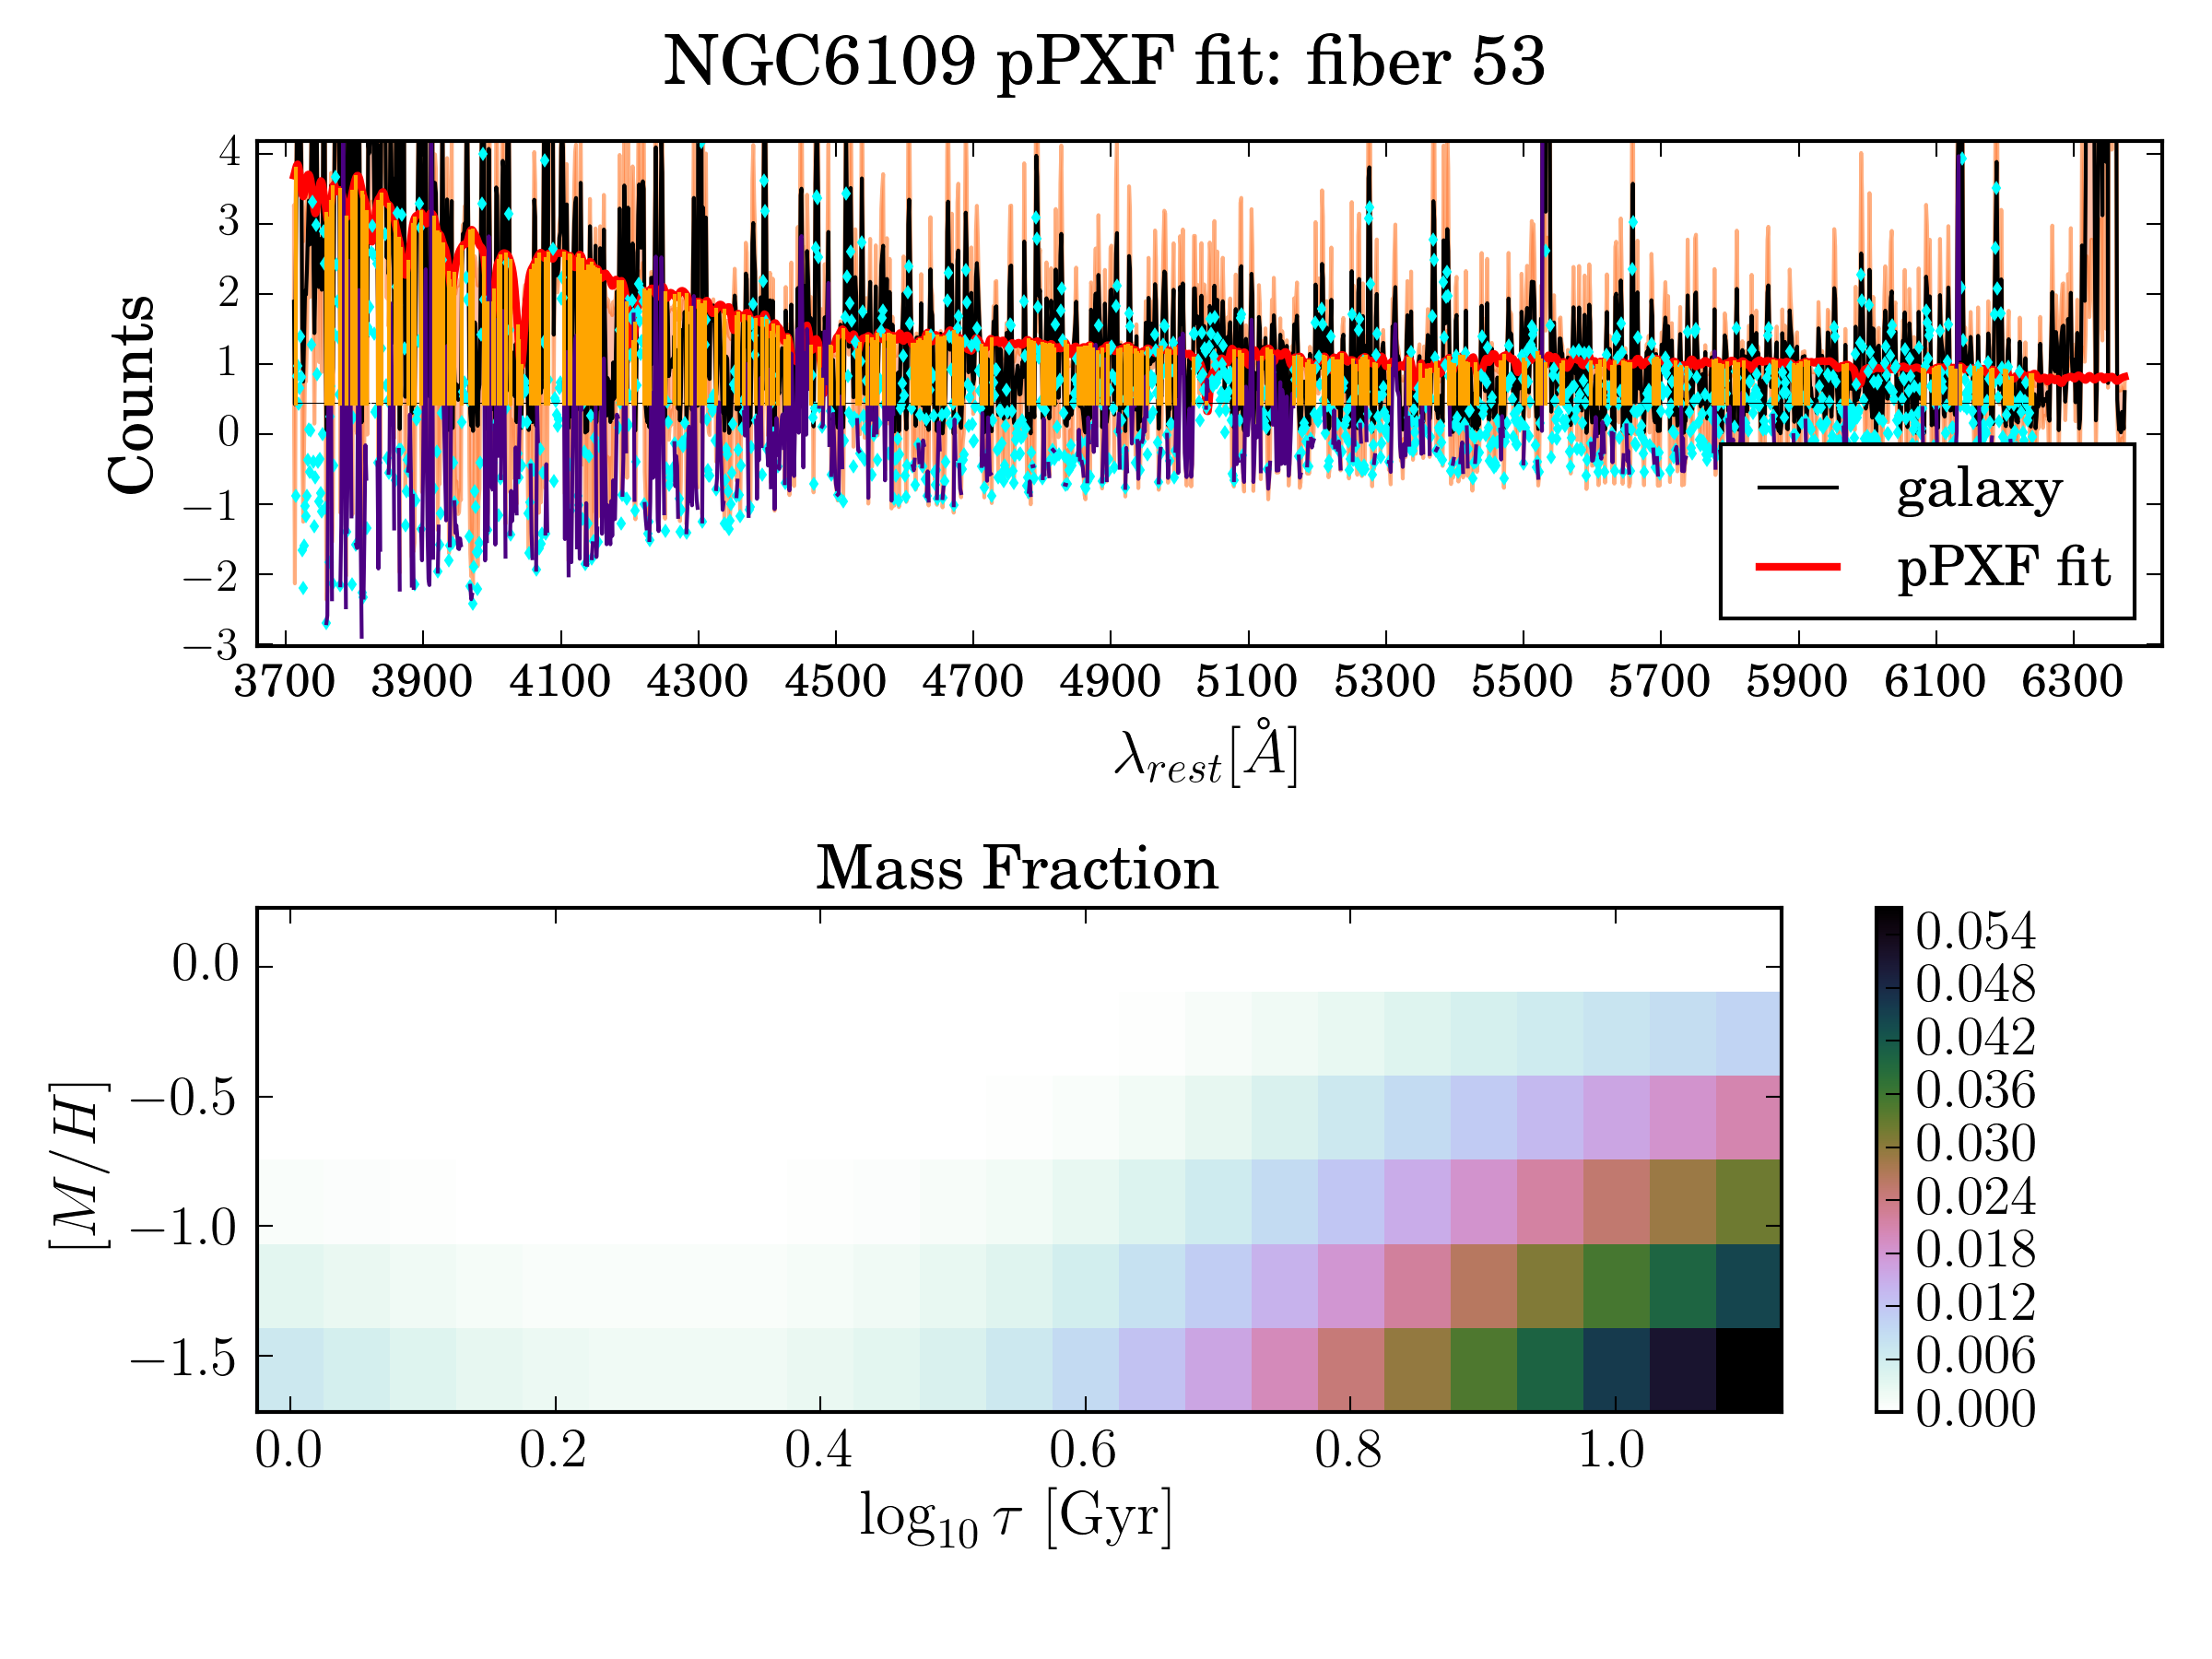 NGC6109 pPXF fit: fiber 53
Counts
4
3
2
1
0
−1
−2
−3
galaxy
pPXF fit
3700 3900 4100 4300 4500 4700 4900 5100 5300 5500 5700 5900 6100 6300
λrest[Å]
Mass Fraction
[M/H]
0.0
−0.5
−1.0
−1.5
0.0 0.2 0.4 0.6 0.8 1.0
log10 τ [Gyr]
0.054
0.048
0.042
0.036
0.030
0.024
0.018
0.012
0.006
0.000